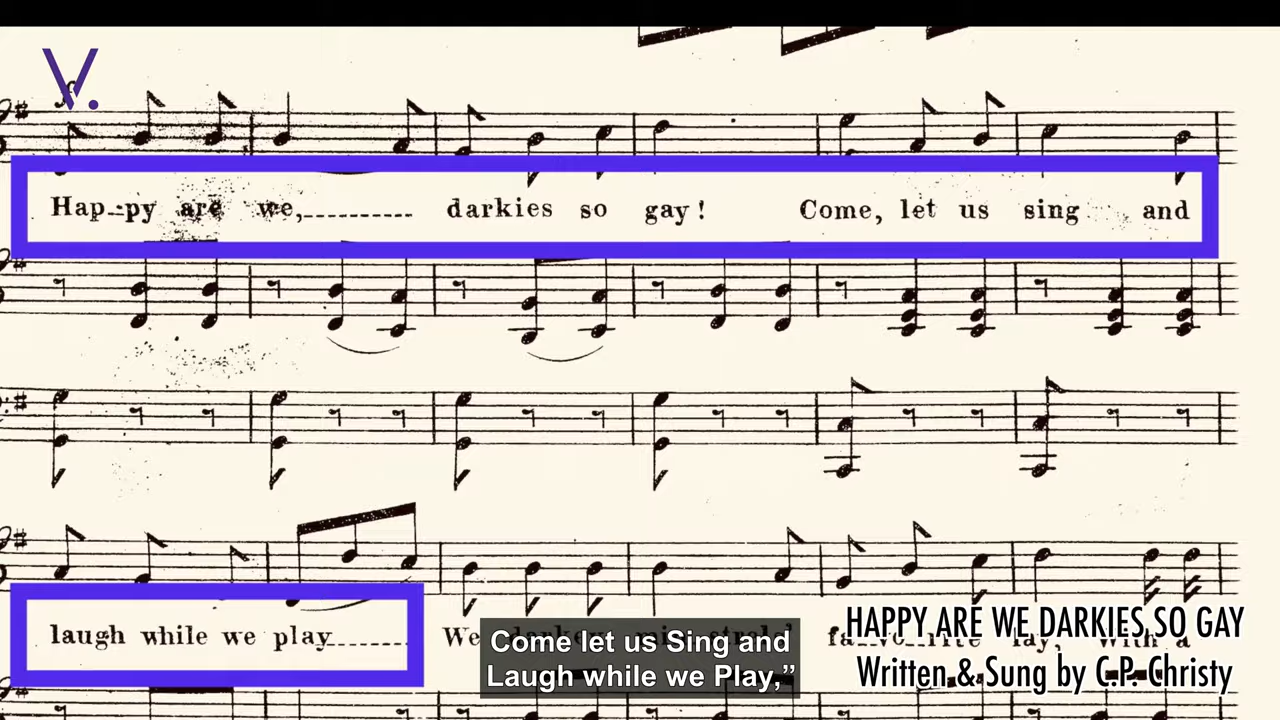 V.
Hap--py are we,---------- darkies so gay! Come, let us sing and
laugh while we play----------
We
HAPPY ARE WE DARKIES SO GAY
Come let us Sing and
Laugh while we Play,”
Written & Sung by C.P. Christy